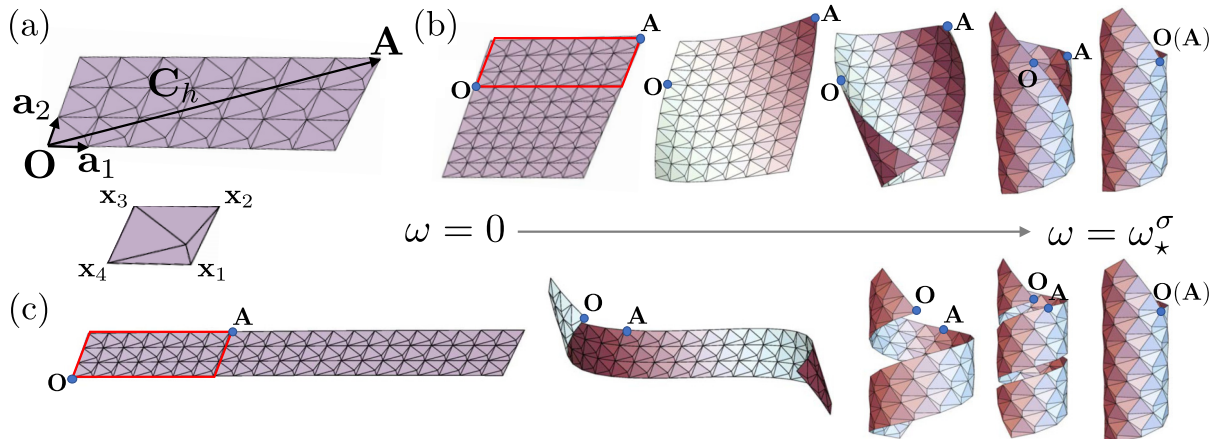 (a)
A
C_h
a_2
O
a_1
x_3
x_2
x_4
x_1
(b)
A
O
A
O
A
O
A
O
O(A)
ω = 0
ω = ω_⋆^σ
(c)
A
O
O
A
O
A
O
A
O(A)